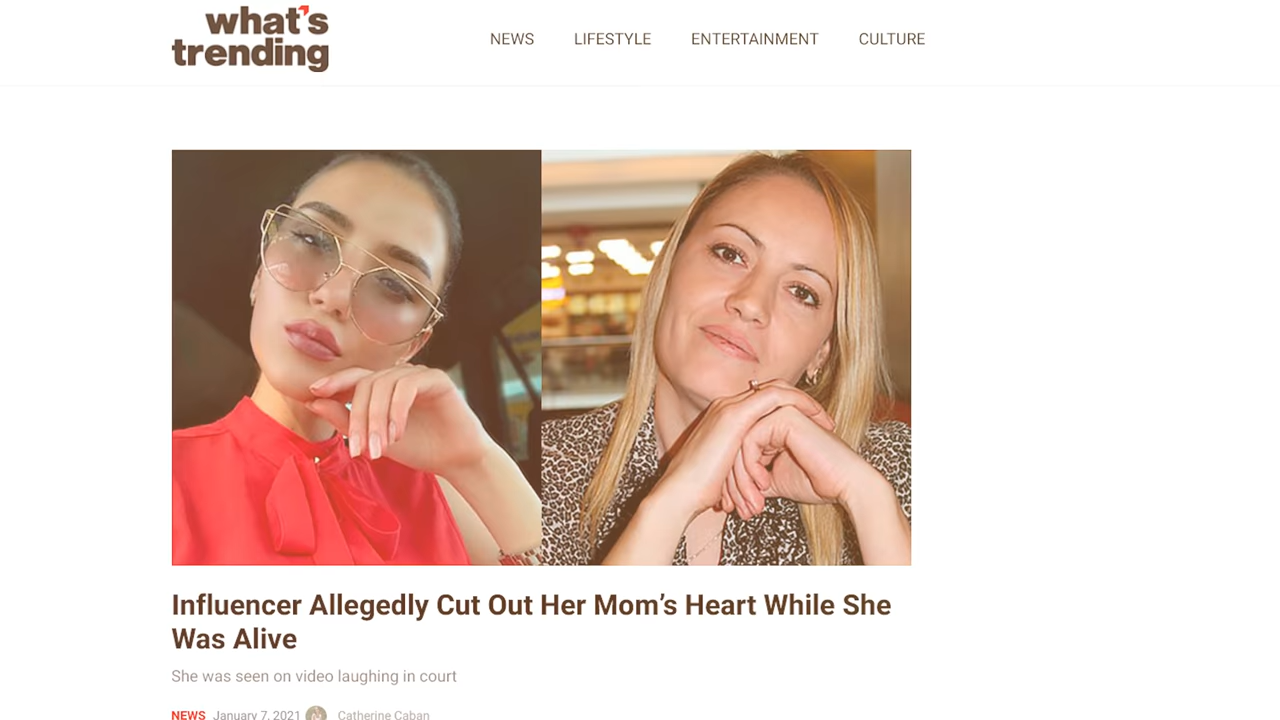 what's
trending
NEWS LIFESTYLE ENTERTAINMENT CULTURE
Influencer Allegedly Cut Out Her Mom’s Heart While She
Was Alive
She was seen on video laughing in court
NEWS January 7, 2021 Catherine Caban